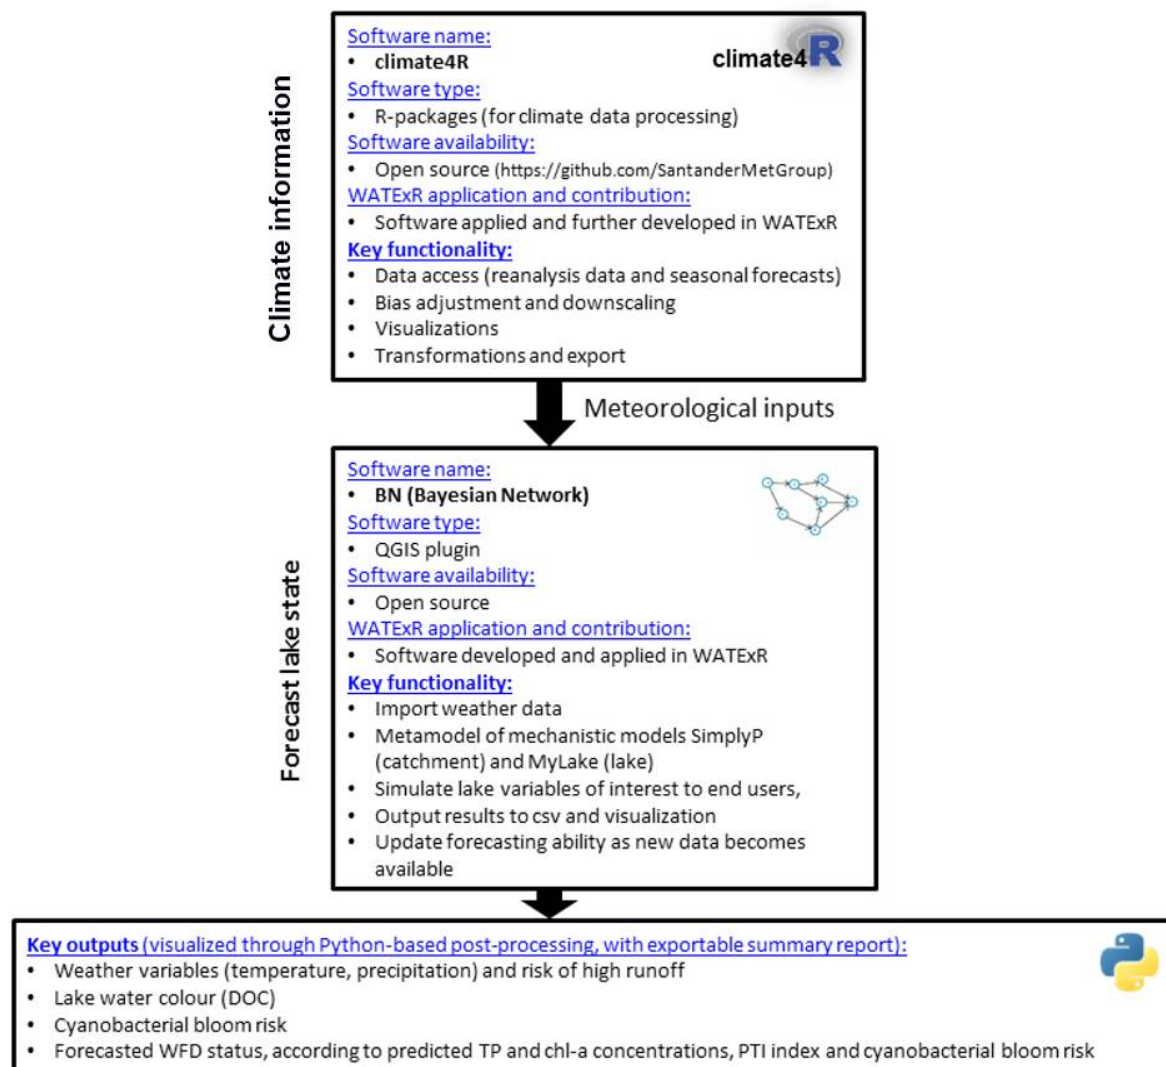 Climate information
Software name:
• climate4R
climate4R
Software type:
• R-packages (for climate data processing)
Software availability:
• Open source (https://github.com/SantanderMetGroup)
WATExR application and contribution:
• Software applied and further developed in WATExR
Key functionality:
• Data access (reanalysis data and seasonal forecasts)
• Bias adjustment and downscaling
• Visualizations
• Transformations and export
Meteorological inputs
Forecast lake state
Software name:
• BN (Bayesian Network)
Software type:
• QGIS plugin
Software availability:
• Open source
WATExR application and contribution:
• Software developed and applied in WATExR
Key functionality:
• Import weather data
• Metamodel of mechanistic models SimplyP
(catchment) and MyLake (lake)
• Simulate lake variables of interest to end users,
• Output results to csv and visualization
• Update forecasting ability as new data becomes
available
Key outputs (visualized through Python-based post-processing, with exportable summary report):
• Weather variables (temperature, precipitation) and risk of high runoff
• Lake water colour (DOC)
• Cyanobacterial bloom risk
• Forecasted WFD status, according to predicted TP and chl-a concentrations, PTI index and cyanobacterial bloom risk